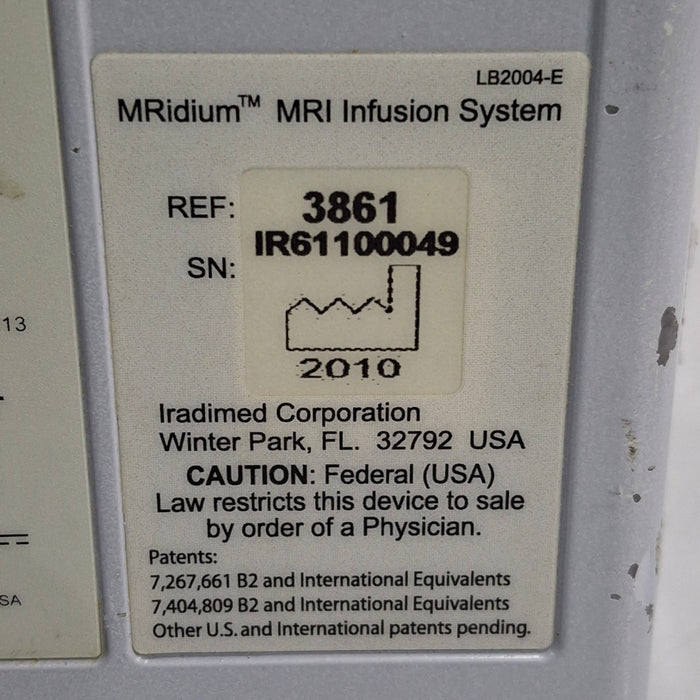 LB2004-E
MRidium™ MRI Infusion System
REF: 3861
SN: IR61100049
2010
Iradimed Corporation
Winter Park, FL. 32792 USA
CAUTION: Federal (USA)
Law restricts this device to sale
by order of a Physician.
Patents:
7,267,661 B2 and International Equivalents
7,404,809 B2 and International Equivalents
Other U.S. and International patents pending.
13
SA